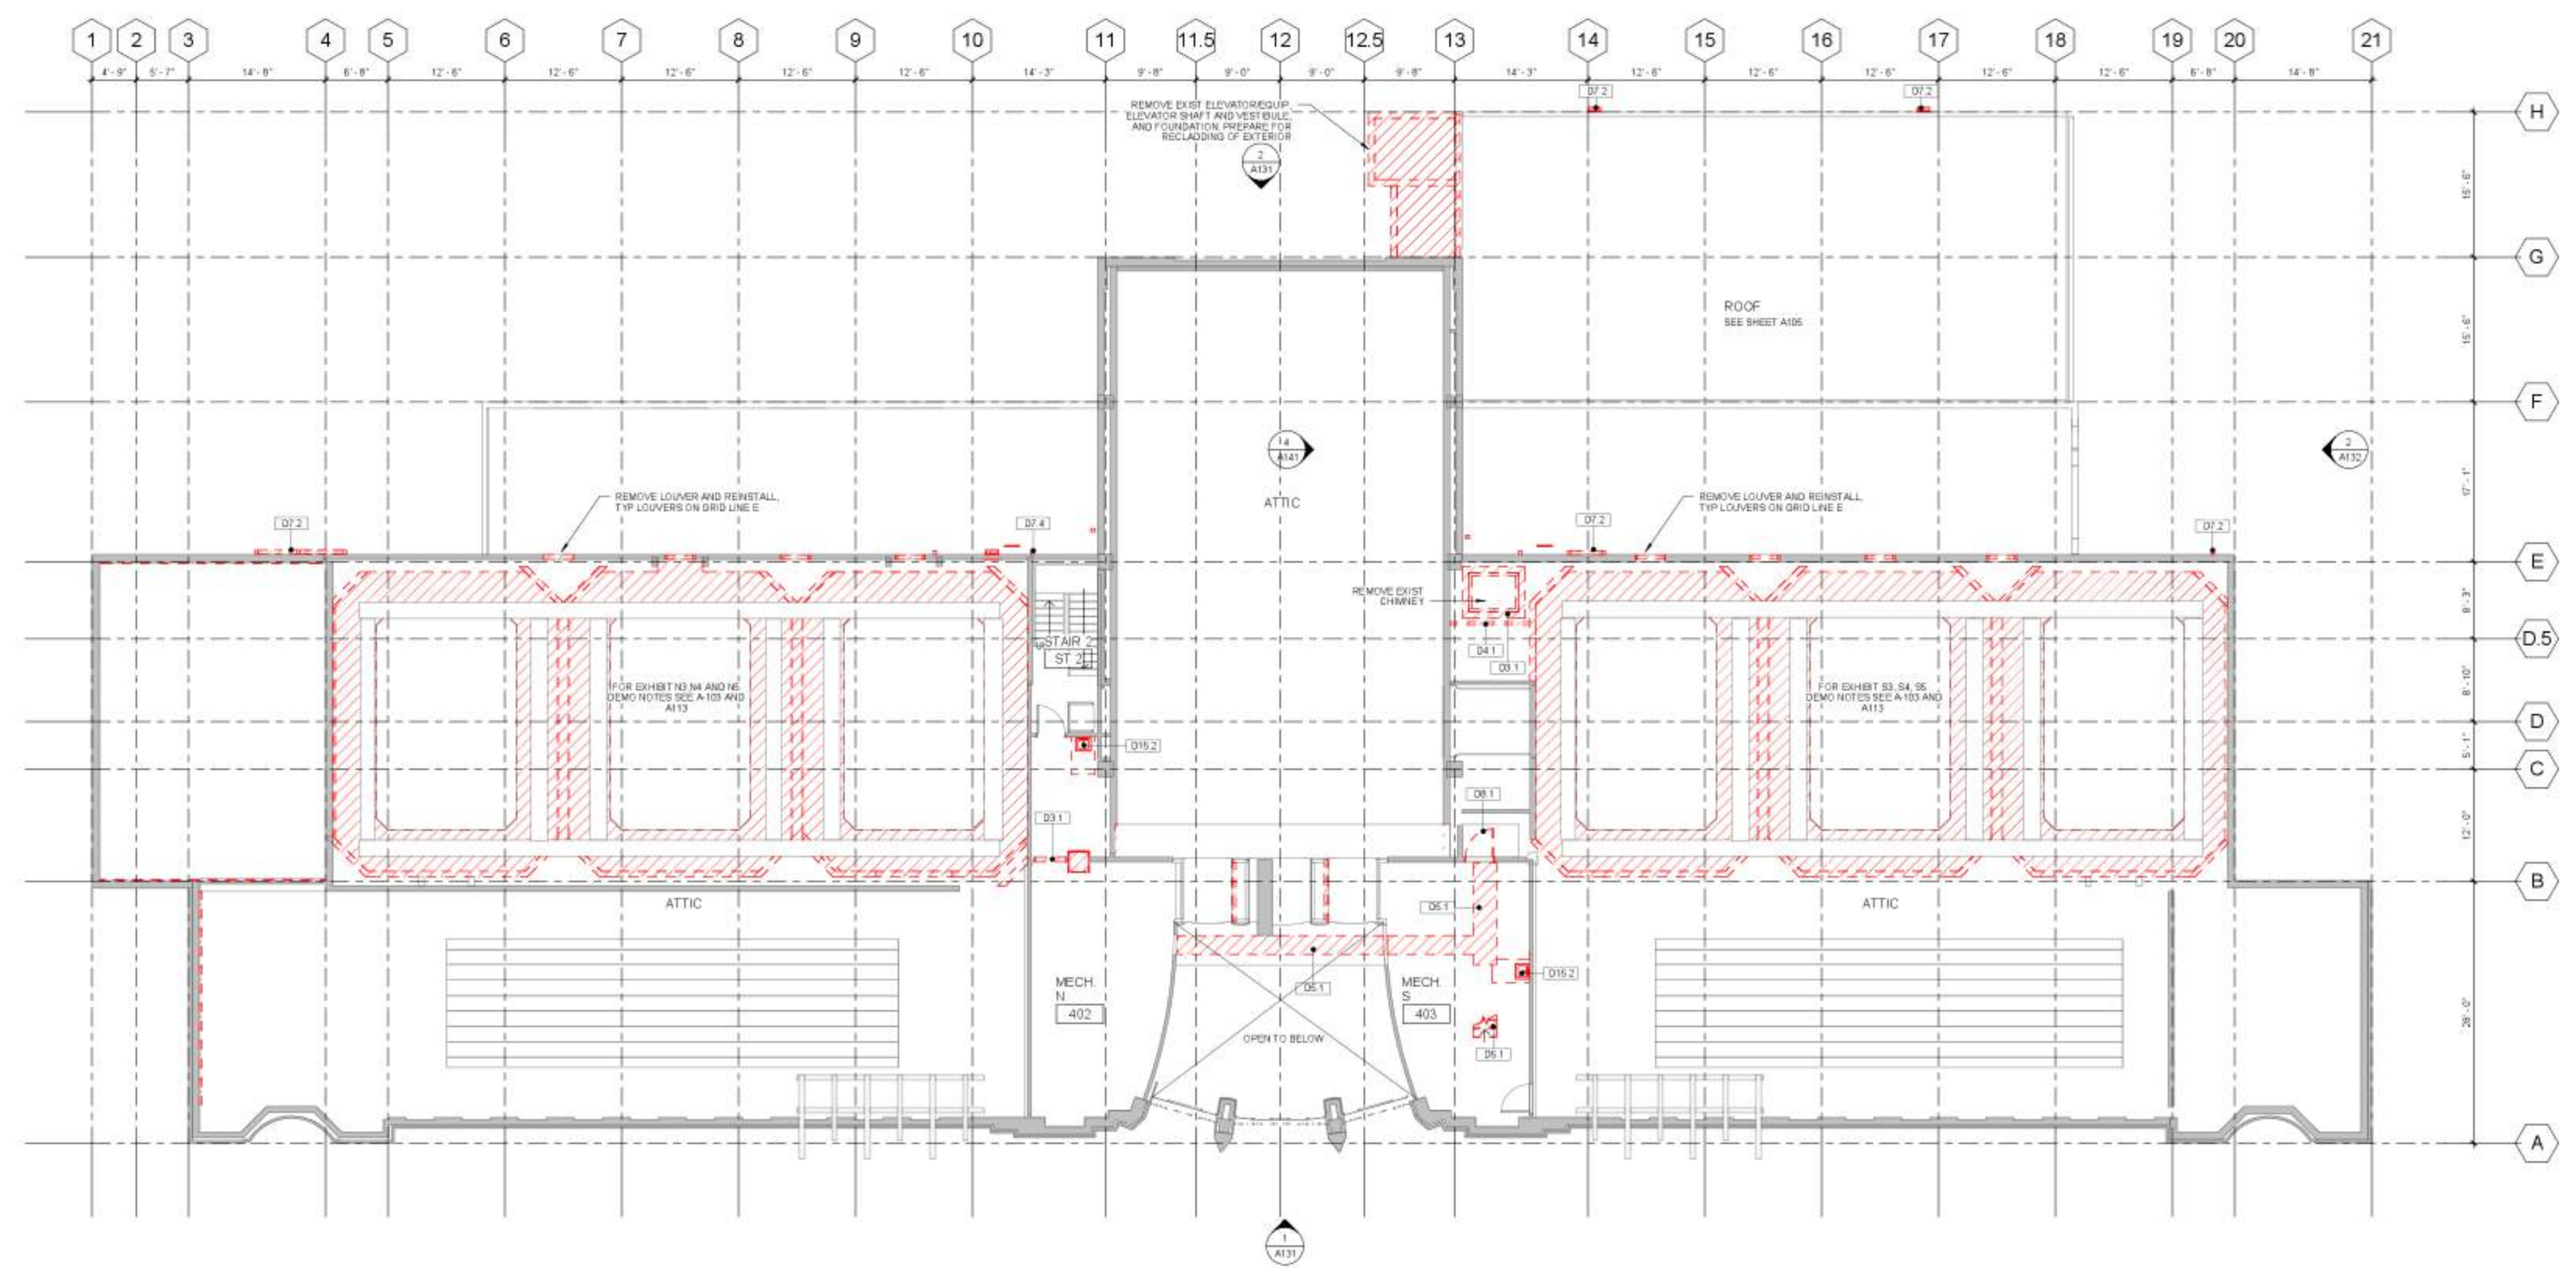 1 2 3 4 5 6 7 8 9 10 11 11.5 12 12.5 13 14 15 16 17 18 19 20 21
4'-9" 5'-7" 14'-8" 6'-8" 12'-6" 12'-6" 12'-6" 12'-6" 12'-6" 14'-3" 9'-8" 9'-0" 9'-0" 9'-8" 14'-3" 12'-6" 12'-6" 12'-6" 12'-6" 12'-6" 6'-8" 14'-8"
D7.2
D7.2
REMOVE EXIST ELEVATOR/EQUIP,
ELEVATOR SHAFT AND VESTIBULE,
AND FOUNDATION. PREPARE FOR
RECLADDING OF EXTERIOR
H
2
A131
15'-6"
G
ROOF
SEE SHEET A105
15'-6"
F
4
A141
2
A132
17'-1"
ATTIC
REMOVE LOUVER AND REINSTALL,
TYP LOUVERS ON GRID LINE E
REMOVE LOUVER AND REINSTALL,
TYP LOUVERS ON GRID LINE E
D7.2
D7.4
D7.2
D7.2
E
REMOVE EXIST
CHIMNEY
8'-3"
STAIR 2
ST 2
D4.1
D3.1
D.5
FOR EXHIBIT N3 N4 AND N5
DEMO NOTES SEE A-103 AND
A113
FOR EXHIBIT S3, S4, S5
DEMO NOTES SEE A-103 AND
A113
8'-10"
D
D15.2
5'-1"
C
D8.1
D3.1
12'-0"
B
ATTIC
D5.1
ATTIC
D15.2
MECH.
N
402
D5.1
MECH.
S
403
OPEN TO BELOW
D6.1
28'-0"
A
1
A131